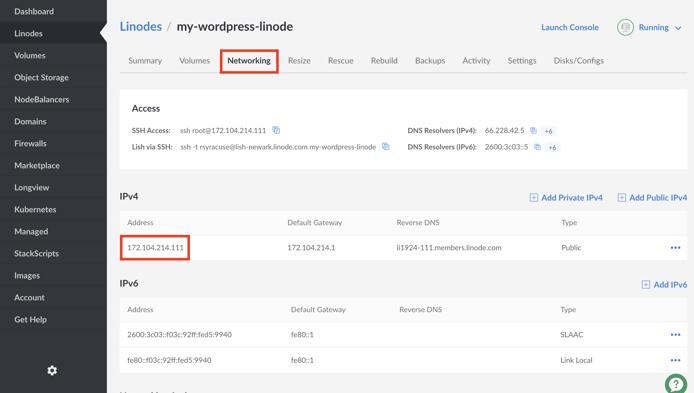 Dashboard
Linodes
Volumes
Object Storage
NodeBalancers
Domains
Firewalls
Marketplace
Longview
Kubernetes
Managed
StackScripts
Images
Account
Get Help
Linodes / my-wordpress-linode
Launch Console Running
Summary Volumes Networking Resize Rescue Rebuild Backups Activity Settings Disks/Configs
Access
SSH Access: ssh root@172.104.214.111 DNS Resolvers (IPv4): 66.228.42.5 +6
Lish via SSH: ssh -t rsyracuse@lish-newark.linode.com my-wordpress-linode DNS Resolvers (IPv6): 2600:3c03::5 +6
IPv4 Add Private IPv4 Add Public IPv4
Address Default Gateway Reverse DNS Type
172.104.214.111 172.104.214.1 li1924-111.members.linode.com Public
IPv6 Add IPv6
Address Default Gateway Reverse DNS Type
2600:3c03::f03c:92ff:fed5:9940 fe80::1 SLAAC
fe80::f03c:92ff:fed5:9940 fe80::1 Link Local